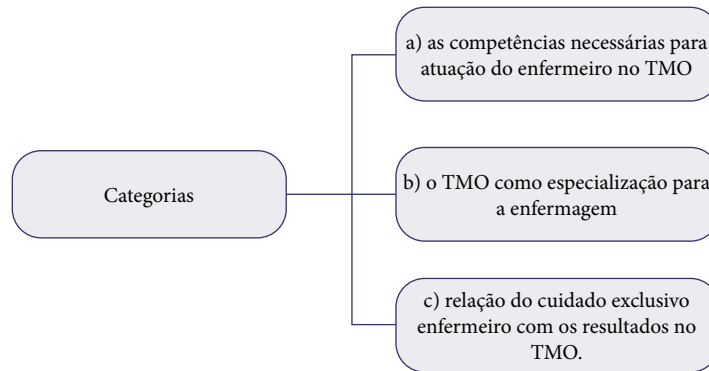 a) as competências necessárias para
atuação do enfermeiro no TMO
Categorias
b) o TMO como especialização para
a enfermagem
c) relação do cuidado exclusivo
enfermeiro com os resultados no
TMO.